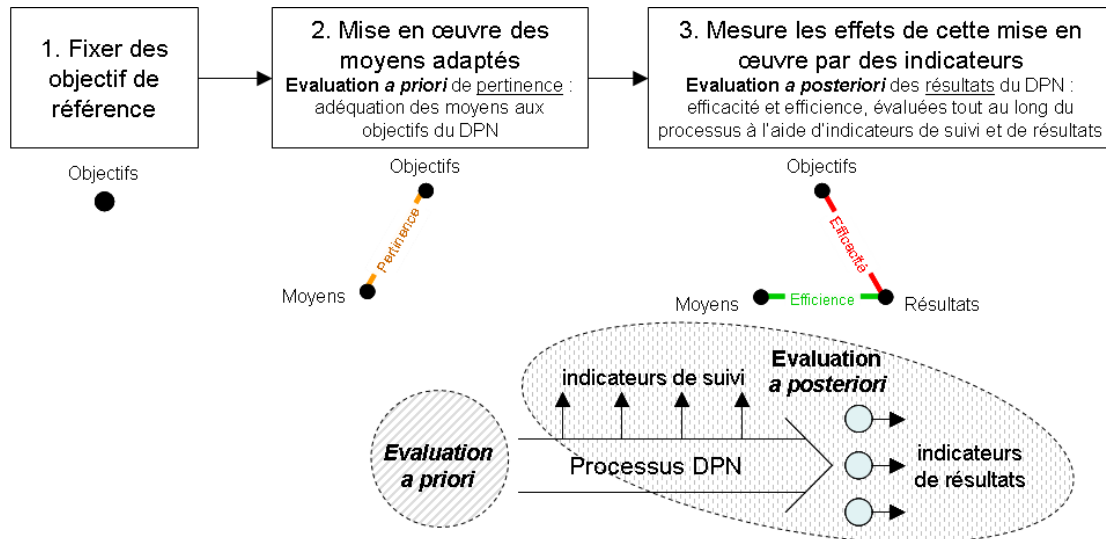 1. Fixer des
objectif de
référence
2. Mise en œuvre des
moyens adaptés
Evaluation a priori de pertinence :
adéquation des moyens aux
objectifs du DPN
3. Mesure les effets de cette mise en
œuvre par des indicateurs
Evaluation a posteriori des résultats du DPN :
efficacité et efficience, évaluées tout au long du
processus à l'aide d'indicateurs de suivi et de résultats
Objectifs
Objectifs
Pertinence
Moyens
Objectifs
Efficacité
Moyens
Efficience
Résultats
Evaluation
a priori
indicateurs de suivi
Processus DPN
Evaluation
a posteriori
indicateurs
de résultats